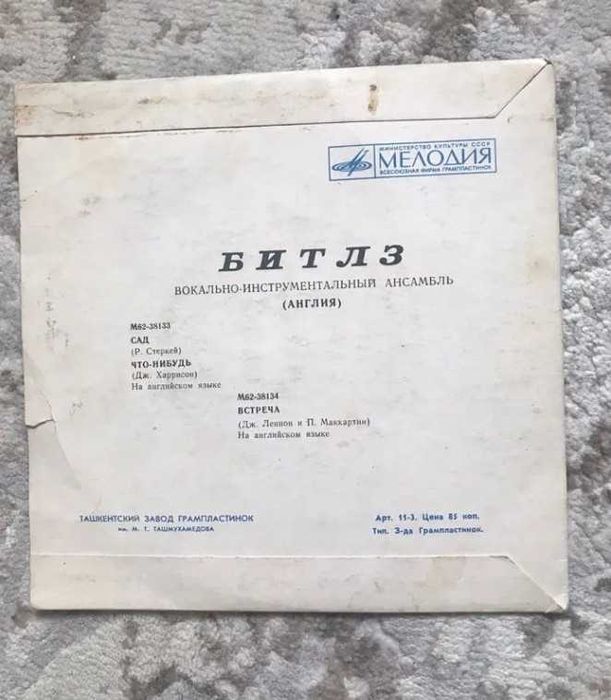 МИНИСТЕРСТВО КУЛЬТУРЫ СССР
МЕЛОДИЯ
ВСЕСОЮЗНАЯ ФИРМА ГРАМПЛАСТИНОК
БИТЛЗ
ВОКАЛЬНО-ИНСТРУМЕНТАЛЬНЫЙ АНСАМБЛЬ
(АНГЛИЯ)
М62-38133
САД
(Р. Стеркей)
ЧТО-НИБУДЬ
(Дж. Харрисон)
На английском языке
М62-38134
ВСТРЕЧА
(Дж. Леннон и П. Маккартни)
На английском языке
ТАШКЕНТСКИЙ ЗАВОД ГРАМПЛАСТИНОК
им. М. Т. ТАШМУХАМЕДОВА
Арт. 11-3. Цена 85 коп.
Тип. З-да Грампластинок.